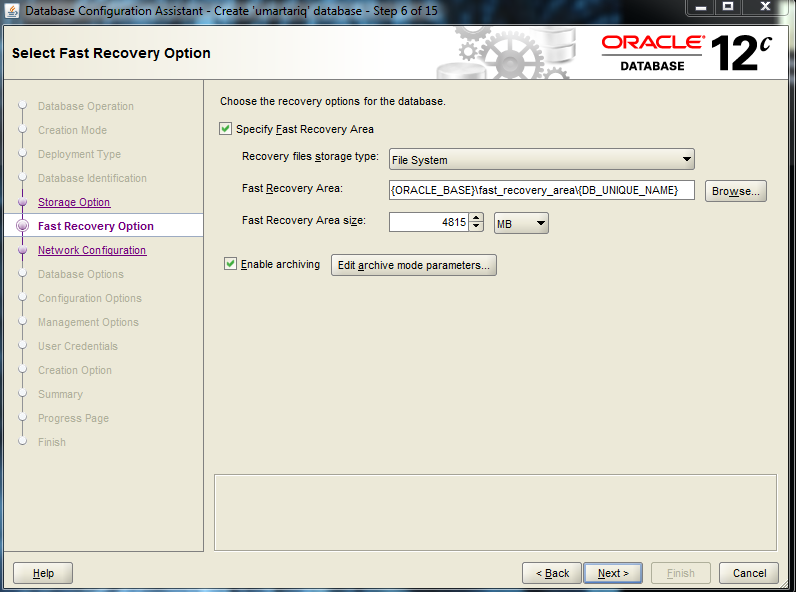 Database Configuration Assistant - Create 'umartariq' database - Step 6 of 15
Select Fast Recovery Option
ORACLE®
DATABASE
12c
Database Operation
Creation Mode
Deployment Type
Database Identification
Storage Option
Fast Recovery Option
Network Configuration
Database Options
Configuration Options
Management Options
User Credentials
Creation Option
Summary
Progress Page
Finish
Choose the recovery options for the database.
Specify Fast Recovery Area
Recovery files storage type: File System
Fast Recovery Area: {ORACLE_BASE}\fast_recovery_area\{DB_UNIQUE_NAME} Browse...
Fast Recovery Area size: 4815 MB
Enable archiving Edit archive mode parameters...
Help < Back Next > Finish Cancel